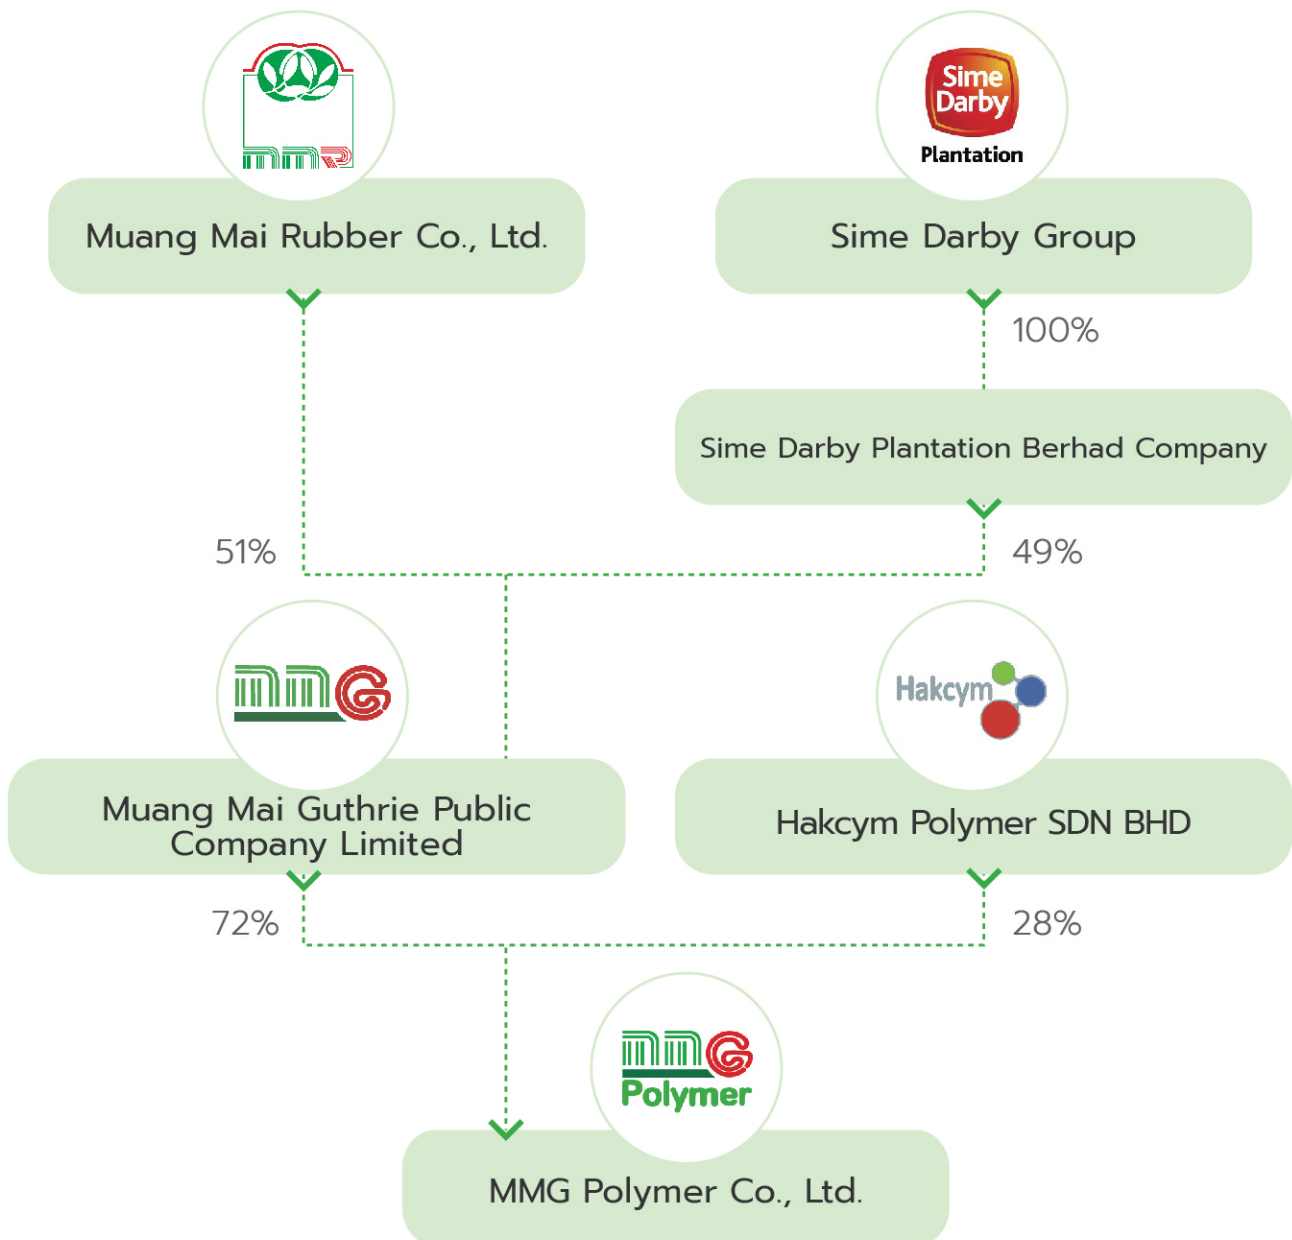 Sime
Darby
Plantation
Muang Mai Rubber Co., Ltd.
Sime Darby Group
100%
Sime Darby Plantation Berhad Company
51%
49%
Hakcym
Muang Mai Guthrie Public
Company Limited
Hakcym Polymer SDN BHD
72%
28%
Polymer
MMG Polymer Co., Ltd.